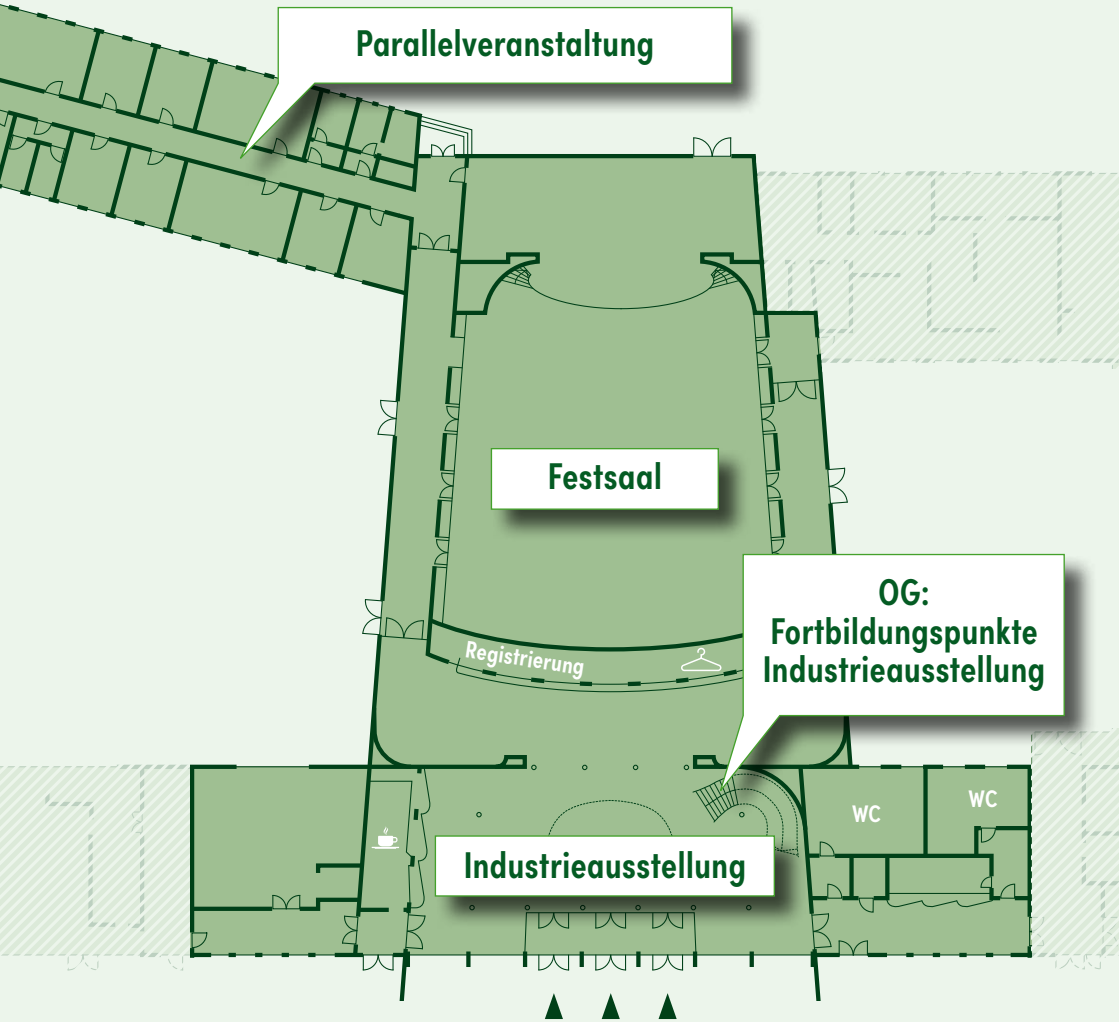 Parallelveranstaltung
Festsaal
OG:
Fortbildungspunkte
Industrieausstellung
Registrierung
WC
WC
Industrieausstellung